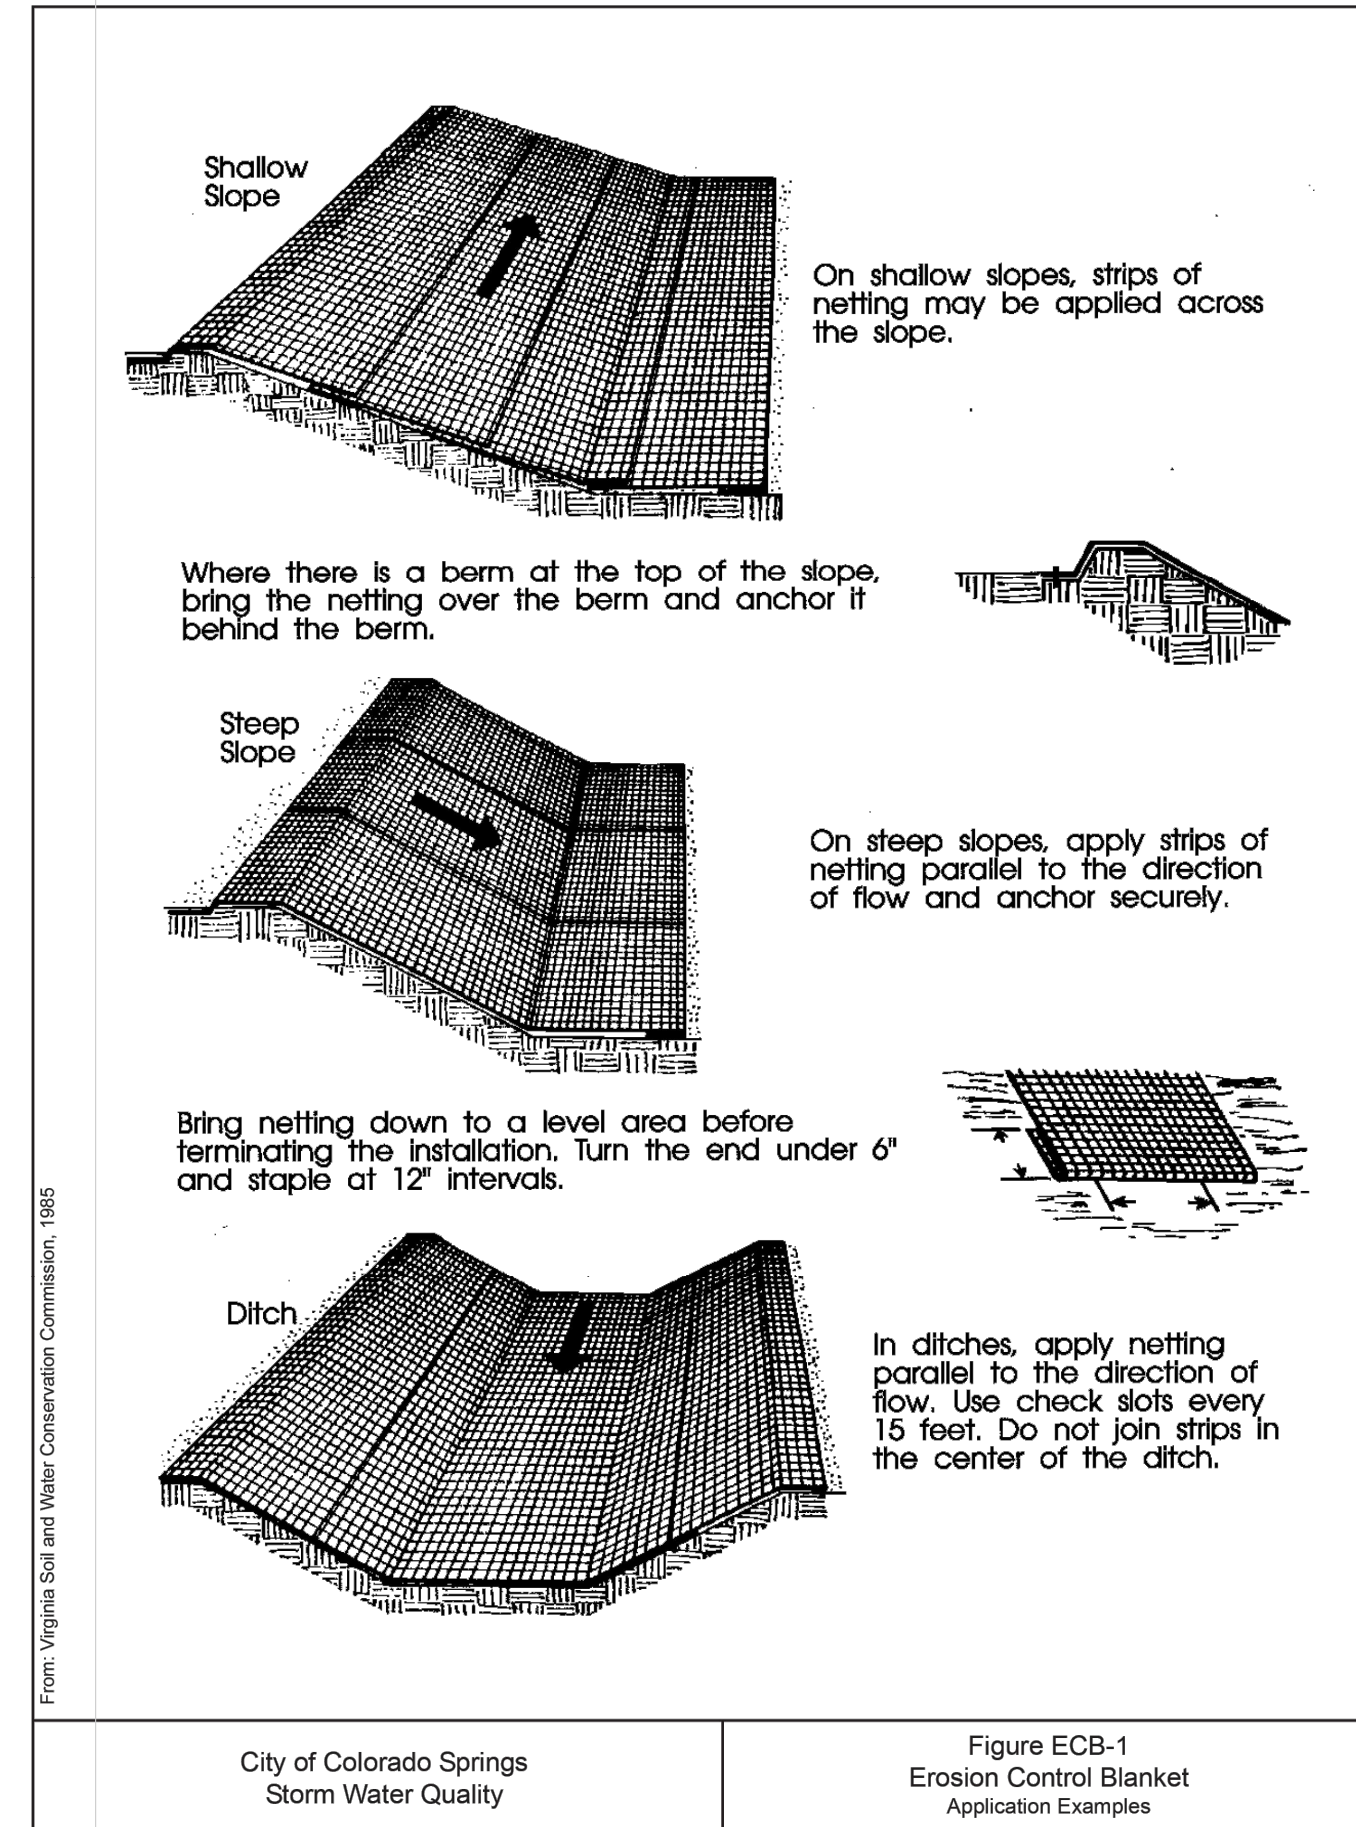 Shallow
Slope
On shallow slopes, strips of
netting may be applied across
the slope.
Where there is a berm at the top of the slope,
bring the netting over the berm and anchor it
behind the berm.
Steep
Slope
On steep slopes, apply strips of
netting parallel to the direction
of flow and anchor securely.
Bring netting down to a level area before
terminating the installation. Turn the end under 6"
and staple at 12" intervals.
Ditch
In ditches, apply netting
parallel to the direction of
flow. Use check slots every
15 feet. Do not join strips in
the center of the ditch.
From: Virginia Soil and Water Conservation Commission, 1985
City of Colorado Springs
Storm Water Quality
Figure ECB-1
Erosion Control Blanket
Application Examples